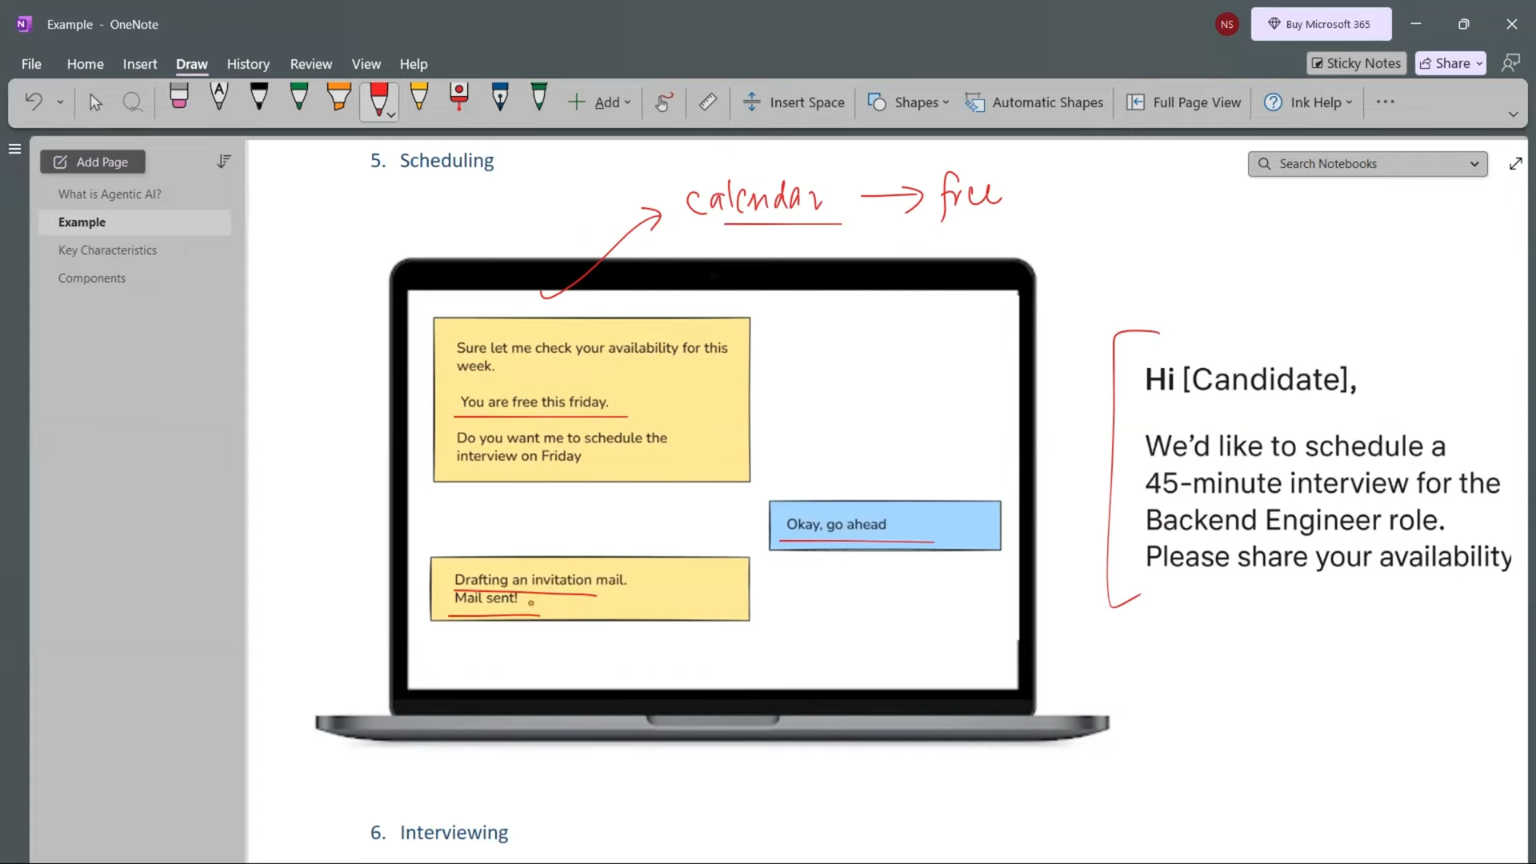 Example - OneNote
NS
Buy Microsoft 365
File Home Insert Draw History Review View Help
Sticky Notes
Share
Add
Insert Space
Shapes
Automatic Shapes
Full Page View
Ink Help
Add Page
What is Agentic AI?
Example
Key Characteristics
Components
Search Notebooks
5. Scheduling
calendar → free
Sure let me check your availability for this
week.
You are free this friday.
Do you want me to schedule the
interview on Friday
Okay, go ahead
Drafting an invitation mail.
Mail sent!
Hi [Candidate],
We’d like to schedule a
45-minute interview for the
Backend Engineer role.
Please share your availability
6. Interviewing